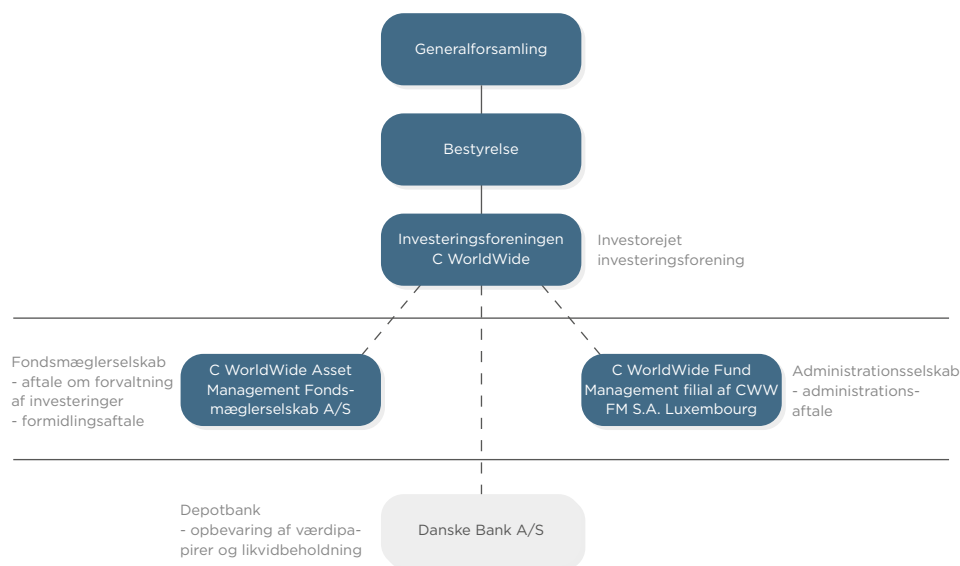 Generalforsamling
Bestyrelse
Investeringsforeningen
C WorldWide
Investorejet
investeringsforening
Fondsmæglerselskab
- aftale om forvaltning
af investeringer
- formidlingsaftale
C WorldWide Asset
Management Fonds-
mæglerselskab A/S
C WorldWide Fund
Management filial af CWW
FM S.A. Luxembourg
Administrationsselskab
- administrations-
aftale
Depotbank
- opbevaring af værdipa-
pirer og likvidbeholdning
Danske Bank A/S